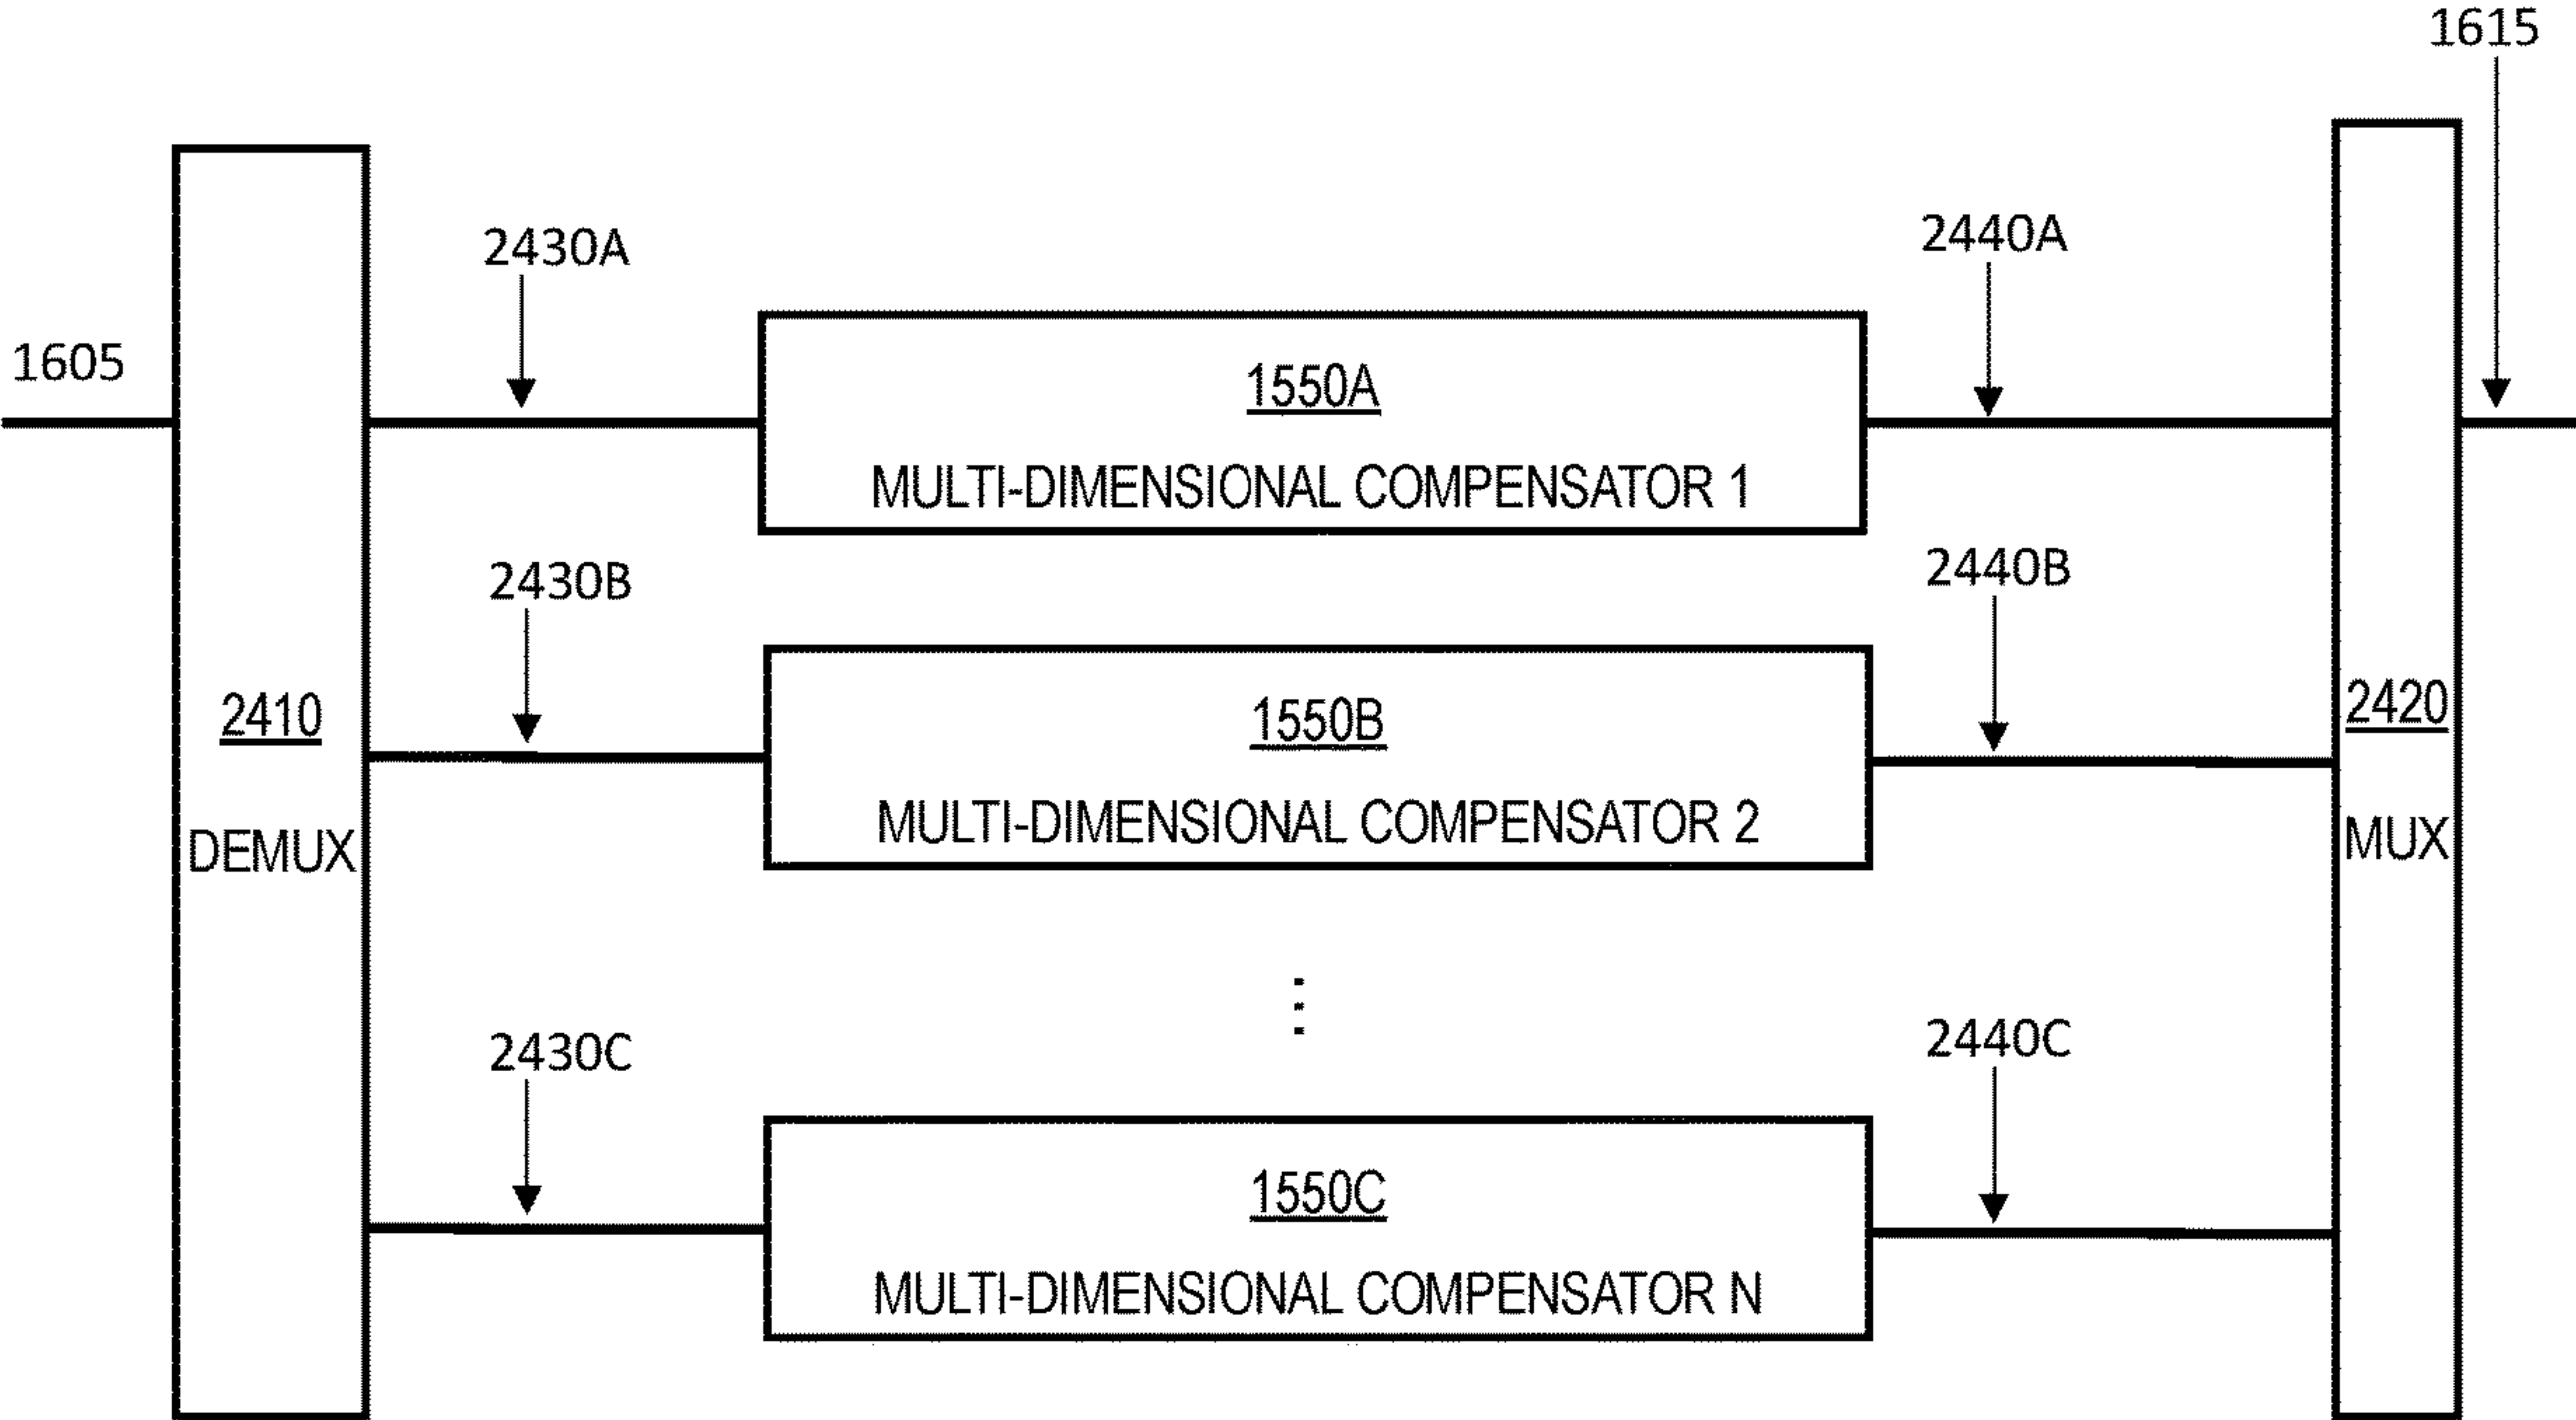 1615
2430A
2440A
1605
1550A
MULTI-DIMENSIONAL COMPENSATOR 1
2430B
2440B
2410
DEMUX
1550B
MULTI-DIMENSIONAL COMPENSATOR 2
2420
MUX
2430C
2440C
1550C
MULTI-DIMENSIONAL COMPENSATOR N